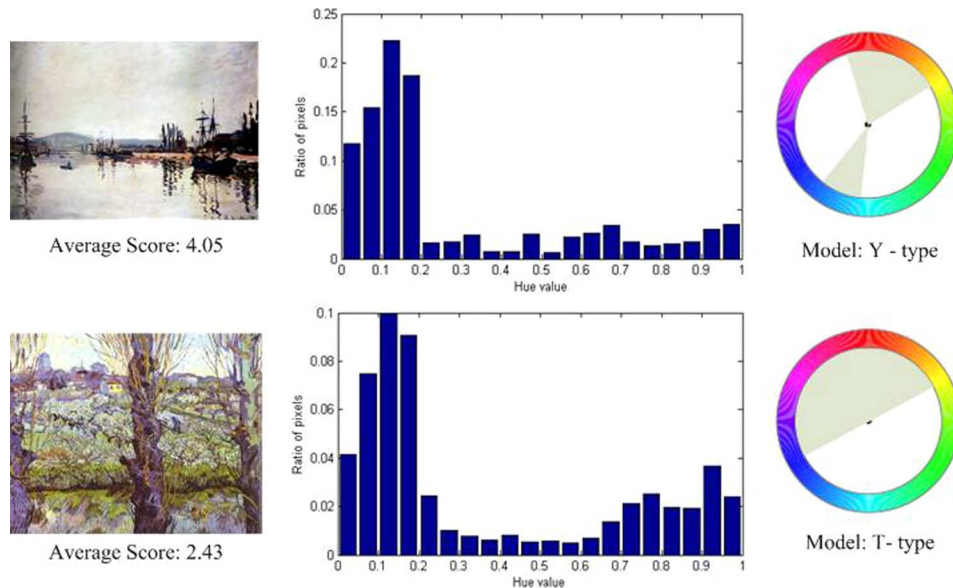 0.25
0.2
0.15
0.1
0.05
0
Ratio of pixels
0 0.1 0.2 0.3 0.4 0.5 0.6 0.7 0.8 0.9 1
Hue value
Average Score: 4.05
Model: Y - type
0.1
0.08
0.06
0.04
0.02
0
Ratio of pixels
0 0.1 0.2 0.3 0.4 0.5 0.6 0.7 0.8 0.9 1
Hue value
Average Score: 2.43
Model: T- type